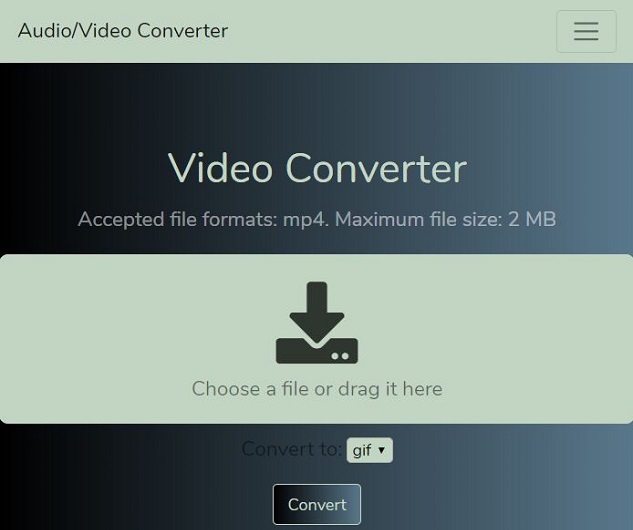 Audio/Video Converter
Video Converter
Accepted file formats: mp4. Maximum file size: 2 MB
Choose a file or drag it here
Convert to: gif
Convert